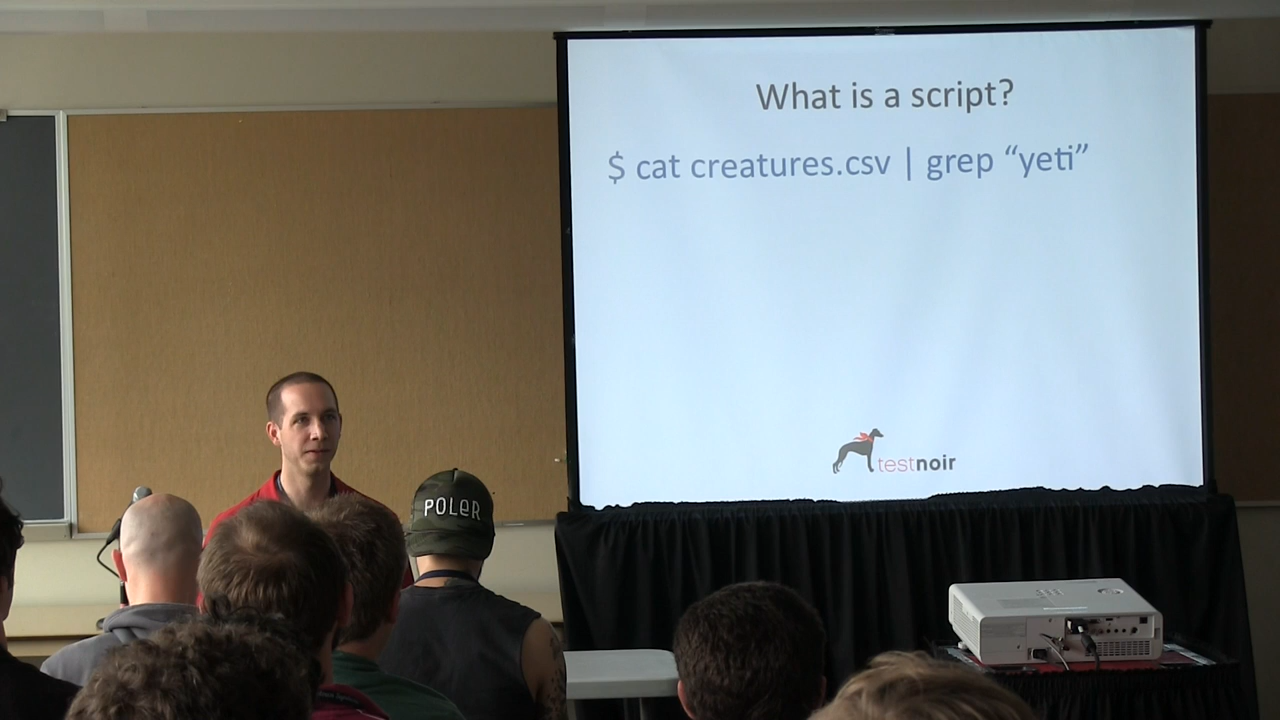 What is a script?
$ cat creatures.csv | grep “yeti”
testnoir
POLER